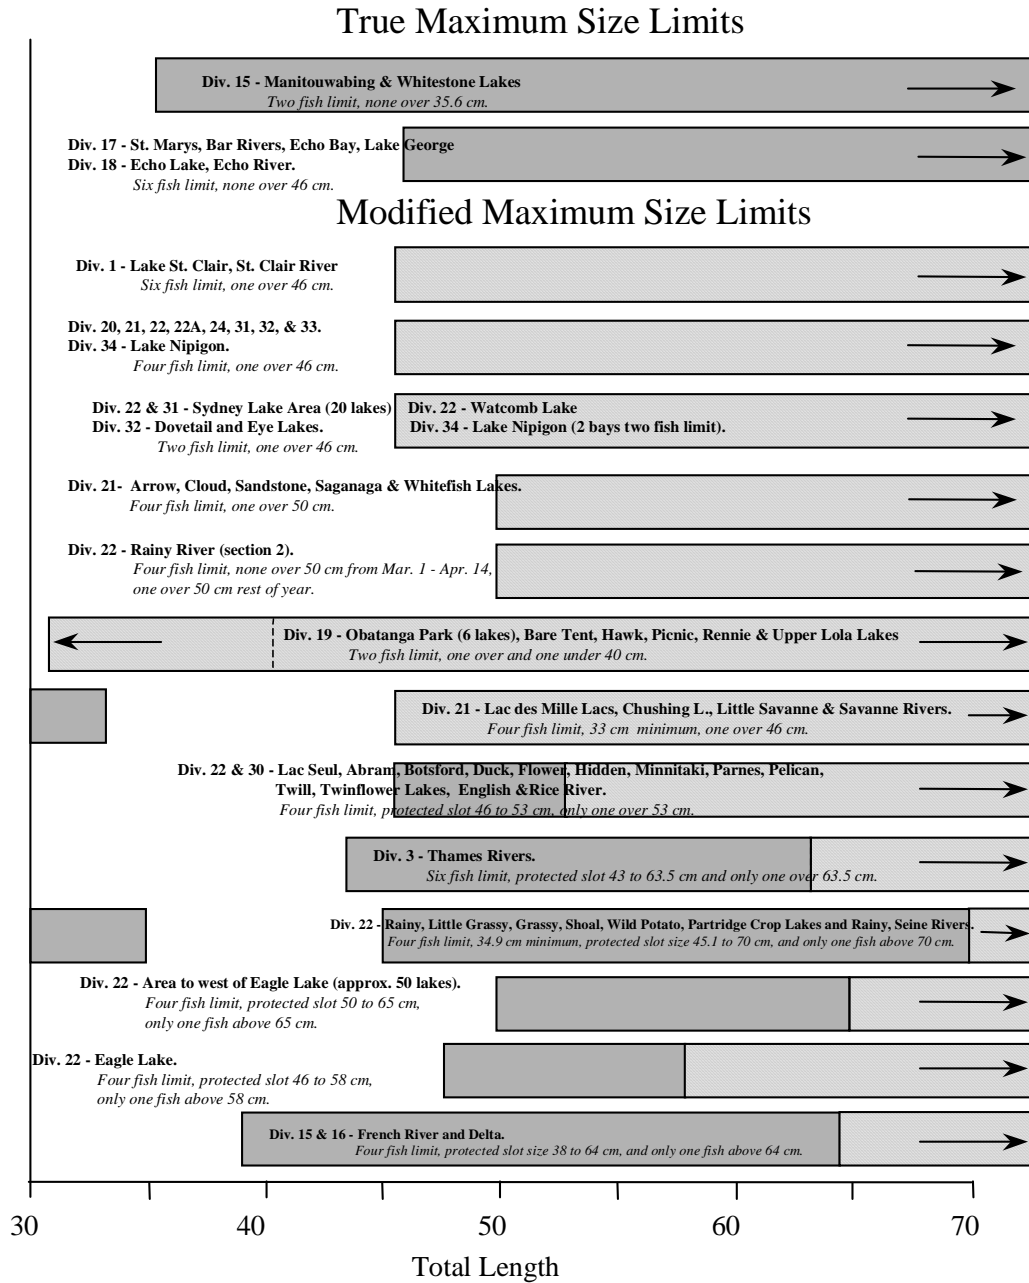 True Maximum Size Limits
Div. 15 - Manitouwabing & Whitestone Lakes
Two fish limit, none over 35.6 cm.
Div. 17 - St. Marys, Bar Rivers, Echo Bay, Lake George
Div. 18 - Echo Lake, Echo River.
Six fish limit, none over 46 cm.
Modified Maximum Size Limits
Div. 1 - Lake St. Clair, St. Clair River
Six fish limit, one over 46 cm.
Div. 20, 21, 22, 22A, 24, 31, 32, & 33.
Div. 34 - Lake Nipigon.
Four fish limit, one over 46 cm.
Div. 22 & 31 - Sydney Lake Area (20 lakes)
Div. 32 - Dovetail and Eye Lakes.
Two fish limit, one over 46 cm.
Div. 22 - Watcomb Lake
Div. 34 - Lake Nipigon (2 bays two fish limit).
Div. 21- Arrow, Cloud, Sandstone, Saganaga & Whitefish Lakes.
Four fish limit, one over 50 cm.
Div. 22 - Rainy River (section 2).
Four fish limit, none over 50 cm from Mar. 1 - Apr. 14,
one over 50 cm rest of year.
Div. 19 - Obatanga Park (6 lakes), Bare Tent, Hawk, Picnic, Rennie & Upper Lola Lakes
Two fish limit, one over and one under 40 cm.
Div. 21 - Lac des Mille Lacs, Chushing L., Little Savanne & Savanne Rivers.
Four fish limit, 33 cm minimum, one over 46 cm.
Div. 22 & 30 - Lac Seul, Abram, Botsford, Duck, Flower, Hidden, Minnitaki, Parnes, Pelican,
Twill, Twinflower Lakes, English &Rice River.
Four fish limit, protected slot 46 to 53 cm, only one over 53 cm.
Div. 3 - Thames Rivers.
Six fish limit, protected slot 43 to 63.5 cm and only one over 63.5 cm.
Div. 22 - Rainy, Little Grassy, Grassy, Shoal, Wild Potato, Partridge Crop Lakes and Rainy, Seine Rivers.
Four fish limit, 34.9 cm minimum, protected slot size 45.1 to 70 cm, and only one fish above 70 cm.
Div. 22 - Area to west of Eagle Lake (approx. 50 lakes).
Four fish limit, protected slot 50 to 65 cm,
only one fish above 65 cm.
Div. 22 - Eagle Lake.
Four fish limit, protected slot 46 to 58 cm,
only one fish above 58 cm.
Div. 15 & 16 - French River and Delta.
Four fish limit, protected slot size 38 to 64 cm, and only one fish above 64 cm.
30 40 50 60 70
Total Length